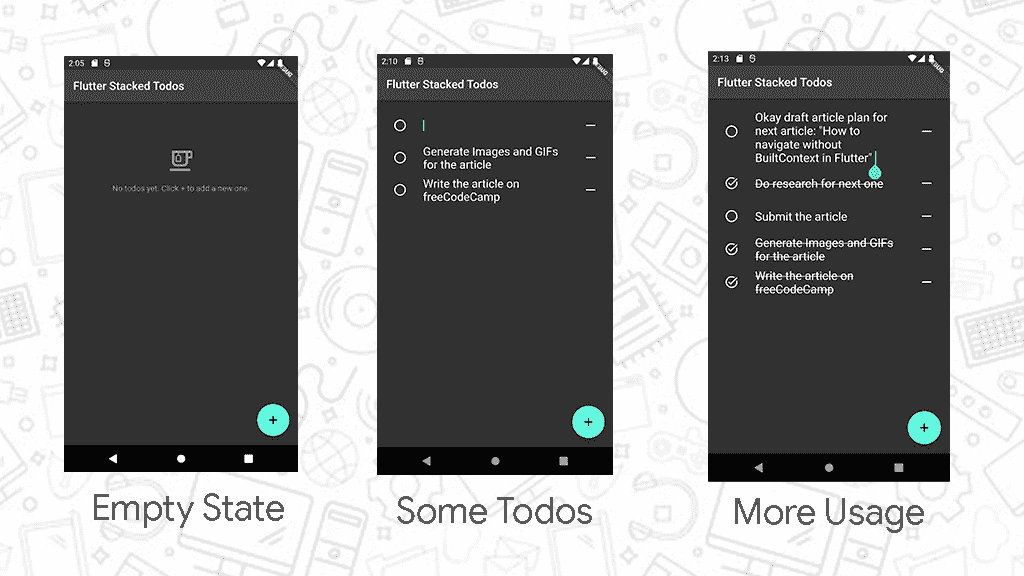 2:05
Flutter Stacked Todos
No todos yet. Click + to add a new one.
+
Empty State
2:10
Flutter Stacked Todos
Generate Images and GIFs
for the article
Write the article on
freeCodeCamp
+
Some Todos
2:13
Flutter Stacked Todos
Okay draft article plan for
next article: "How to
navigate without
BuiltContext in Flutter"
Do research for next one
Submit the article
Generate Images and GIFs
for the article
Write the article on
freeCodeCamp
+
More Usage